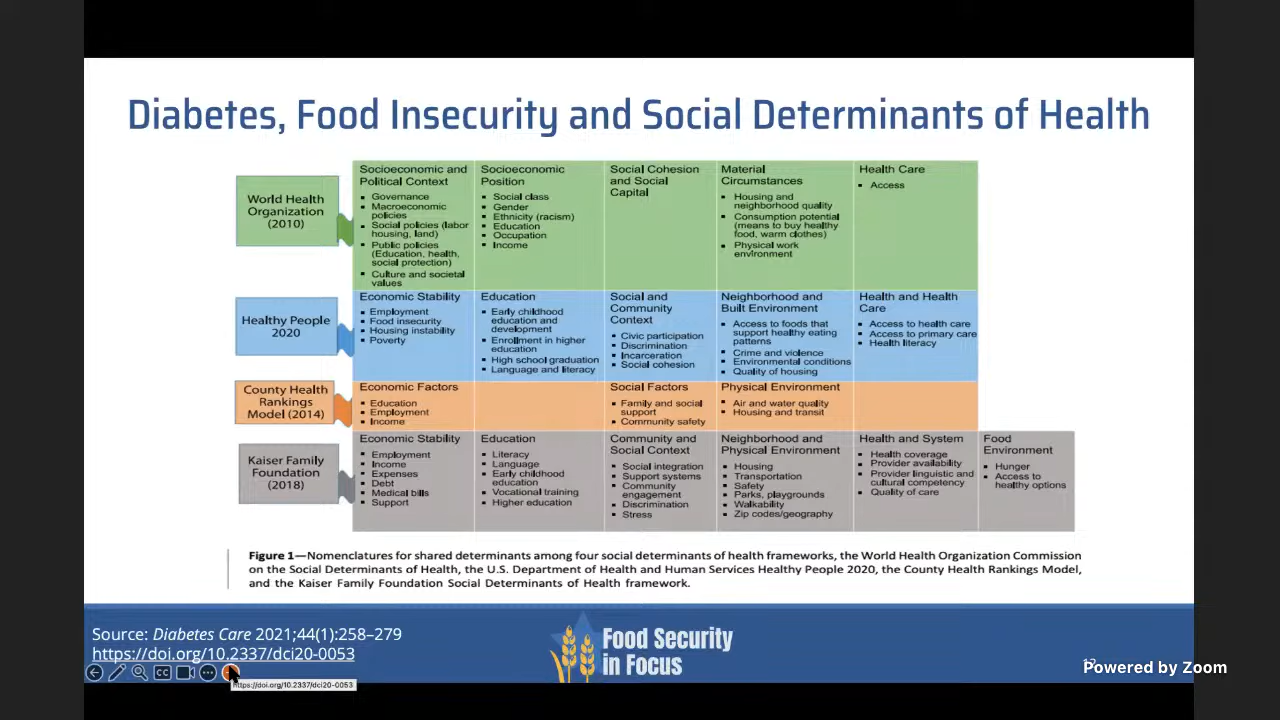 Diabetes, Food Insecurity and Social Determinants of Health
World Health
Organization
(2010)
Socioeconomic and
Political Context
▪ Governance
▪ Macroeconomic
policies
▪ Social policies (labor
housing, land)
▪ Public policies
(Education, health,
social protection)
▪ Culture and societal
values
Socioeconomic
Position
▪ Social class
▪ Gender
▪ Ethnicity (racism)
▪ Education
▪ Occupation
▪ Income
Social Cohesion
and Social
Capital
Material
Circumstances
▪ Housing and
neighborhood quality
▪ Consumption potential
(means to buy healthy
food, warm clothes)
▪ Physical work
environment
Health Care
▪ Access
Healthy People
2020
Economic Stability
▪ Employment
▪ Food insecurity
▪ Housing instability
▪ Poverty
Education
▪ Early childhood
education and
development
▪ Enrollment in higher
education
▪ High school graduation
▪ Language and literacy
Social and
Community
Context
▪ Civic participation
▪ Discrimination
▪ Incarceration
▪ Social cohesion
Neighborhood and
Built Environment
▪ Access to foods that
support healthy eating
patterns
▪ Crime and violence
▪ Environmental conditions
▪ Quality of housing
Health and Health
Care
▪ Access to health care
▪ Access to primary care
▪ Health literacy
County Health
Rankings
Model (2014)
Economic Factors
▪ Education
▪ Employment
▪ Income
Social Factors
▪ Family and social
support
▪ Community safety
Physical Environment
▪ Air and water quality
▪ Housing and transit
Kaiser Family
Foundation
(2018)
Economic Stability
▪ Employment
▪ Income
▪ Expenses
▪ Debt
▪ Medical bills
▪ Support
Education
▪ Literacy
▪ Language
▪ Early childhood
education
▪ Vocational training
▪ Higher education
Community and
Social Context
▪ Social integration
▪ Support systems
▪ Community
engagement
▪ Discrimination
▪ Stress
Neighborhood and
Physical Environment
▪ Housing
▪ Transportation
▪ Safety
▪ Parks, playgrounds
▪ Walkability
▪ Zip codes/geography
Health and System
▪ Health coverage
▪ Provider availability
▪ Provider linguistic and
cultural competency
▪ Quality of care
Food
Environment
▪ Hunger
▪ Access to
healthy options
Figure 1—Nomenclatures for shared determinants among four social determinants of health frameworks, the World Health Organization Commission
on the Social Determinants of Health, the U.S. Department of Health and Human Services Healthy People 2020, the County Health Rankings Model,
and the Kaiser Family Foundation Social Determinants of Health framework.
Source: Diabetes Care 2021;44(1):258–279
https://doi.org/10.2337/dci20-0053
CC
https://doi.org/10.2337/dci20-0053
Food Security
in Focus
Powered by Zoom